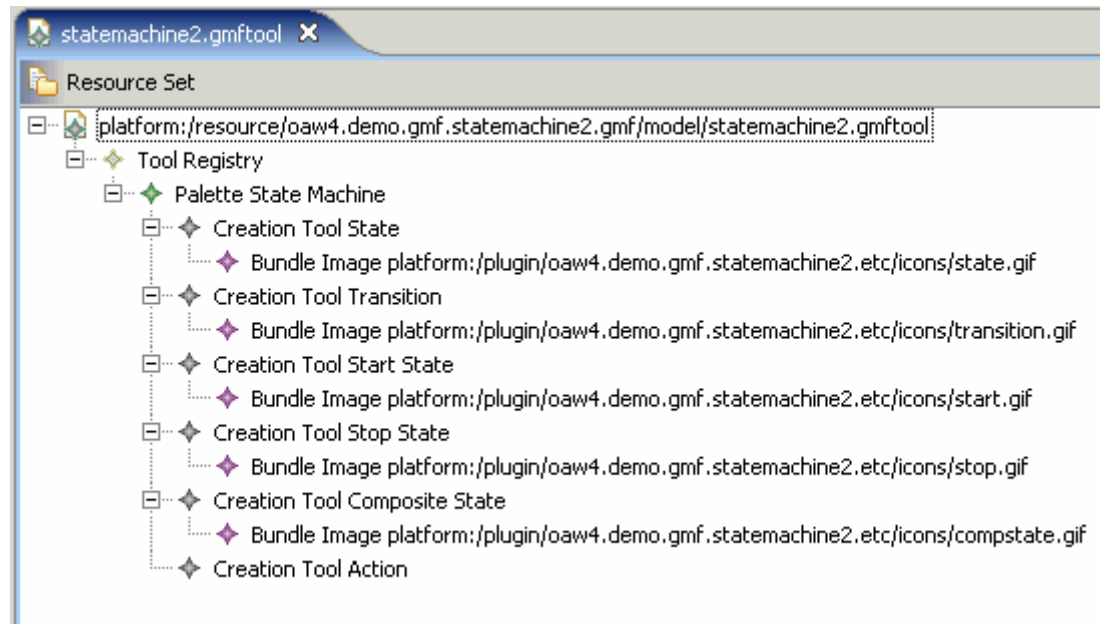 statemachine2.gmftool
Resource Set
platform:/resource/oaw4.demo.gmf.statemachine2.gmf/model/statemachine2.gmftool
Tool Registry
Palette State Machine
Creation Tool State
Bundle Image platform:/plugin/oaw4.demo.gmf.statemachine2.etc/icons/state.gif
Creation Tool Transition
Bundle Image platform:/plugin/oaw4.demo.gmf.statemachine2.etc/icons/transition.gif
Creation Tool Start State
Bundle Image platform:/plugin/oaw4.demo.gmf.statemachine2.etc/icons/start.gif
Creation Tool Stop State
Bundle Image platform:/plugin/oaw4.demo.gmf.statemachine2.etc/icons/stop.gif
Creation Tool Composite State
Bundle Image platform:/plugin/oaw4.demo.gmf.statemachine2.etc/icons/compstate.gif
Creation Tool Action